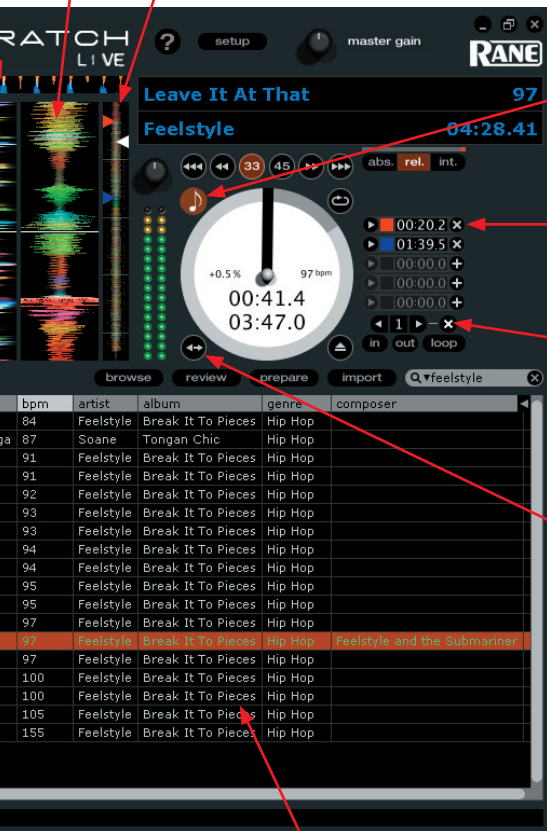 RATCH
LIVE
? setup master gain
RANE
Leave It At That 97
Feelstyle 04:28.41
33 45 abs. rel. int.
00:20.2
01:39.5
+0.5% 97 bpm 00:00.0
00:41.4 00:00.0
03:47.0 1
in out loop
browse review prepare import feelstyle
bpm artist album genre composer
84 Feelstyle Break It To Pieces Hip Hop
ga 87 Soane Tongan Chic Hip Hop
91 Feelstyle Break It To Pieces Hip Hop
91 Feelstyle Break It To Pieces Hip Hop
92 Feelstyle Break It To Pieces Hip Hop
93 Feelstyle Break It To Pieces Hip Hop
93 Feelstyle Break It To Pieces Hip Hop
94 Feelstyle Break It To Pieces Hip Hop
94 Feelstyle Break It To Pieces Hip Hop
95 Feelstyle Break It To Pieces Hip Hop
95 Feelstyle Break It To Pieces Hip Hop
97 Feelstyle Break It To Pieces Hip Hop
97 Feelstyle Break It To Pieces Hip Hop Feelstyle and the Submariner
97 Feelstyle Break It To Pieces Hip Hop
100 Feelstyle Break It To Pieces Hip Hop
100 Feelstyle Break It To Pieces Hip Hop
105 Feelstyle Break It To Pieces Hip Hop
155 Feelstyle Break It To Pieces Hip Hop